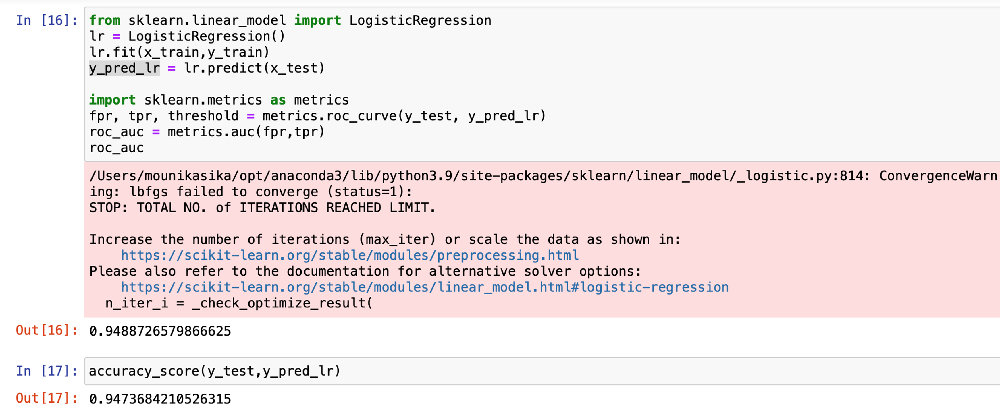 In [16]: from sklearn.linear_model import LogisticRegression
lr = LogisticRegression()
lr.fit(x_train,y_train)
y_pred_lr = lr.predict(x_test)
import sklearn.metrics as metrics
fpr, tpr, threshold = metrics.roc_curve(y_test, y_pred_lr)
roc_auc = metrics.auc(fpr,tpr)
roc_auc
/Users/mounikasika/opt/anaconda3/lib/python3.9/site-packages/sklearn/linear_model/_logistic.py:814: ConvergenceWarn
ing: lbfgs failed to converge (status=1):
STOP: TOTAL NO. of ITERATIONS REACHED LIMIT.
Increase the number of iterations (max_iter) or scale the data as shown in:
    https://scikit-learn.org/stable/modules/preprocessing.html
Please also refer to the documentation for alternative solver options:
    https://scikit-learn.org/stable/modules/linear_model.html#logistic-regression
  n_iter_i = _check_optimize_result(
Out[16]: 0.9488726579866625
In [17]: accuracy_score(y_test,y_pred_lr)
Out[17]: 0.9473684210526315